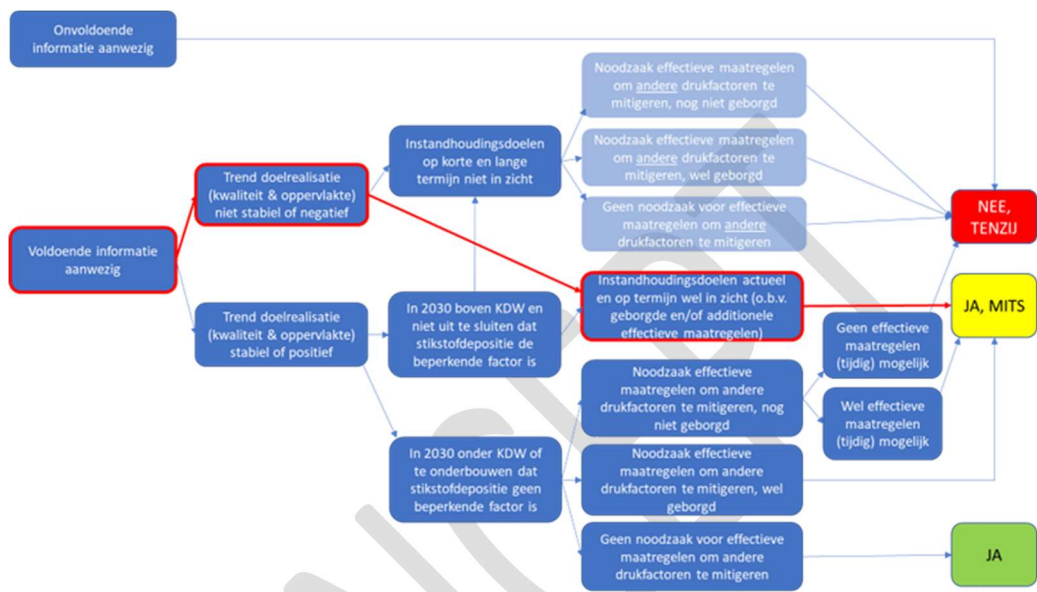 Onvoldoende
informatie aanwezig
Noodzaak effectieve maatregelen
om andere drukfactoren te
mitigeren, nog niet geborgd
Instandhoudingsdoelen
op korte en lange
termijn niet in zicht
Noodzaak effectieve maatregelen
om andere drukfactoren te
mitigeren, wel geborgd
Trend doelrealisatie
(kwaliteit & oppervlakte)
niet stabiel of negatief
Geen noodzaak voor effectieve
maatregelen om andere
drukfactoren te mitigeren
NEE,
TENZIJ
Voldoende informatie
aanwezig
Instandhoudingsdoelen actueel
en op termijn wel in zicht (o.b.v.
geborgde en/of additionele
effectieve maatregelen)
JA, MITS
Trend doelrealisatie
(kwaliteit & oppervlakte)
stabiel of positief
In 2030 boven KDW en
niet uit te sluiten dat
stikstofdepositie de
beperkende factor is
Geen effectieve
maatregelen
(tijdig) mogelijk
Noodzaak effectieve
maatregelen om andere
drukfactoren te mitigeren, nog
niet geborgd
Wel effectieve
maatregelen
(tijdig) mogelijk
In 2030 onder KDW of
te onderbouwen dat
stikstofdepositie geen
beperkende factor is
Noodzaak effectieve
maatregelen om andere
drukfactoren te mitigeren, wel
geborgd
Geen noodzaak voor effectieve
maatregelen om andere
drukfactoren te mitigeren
JA